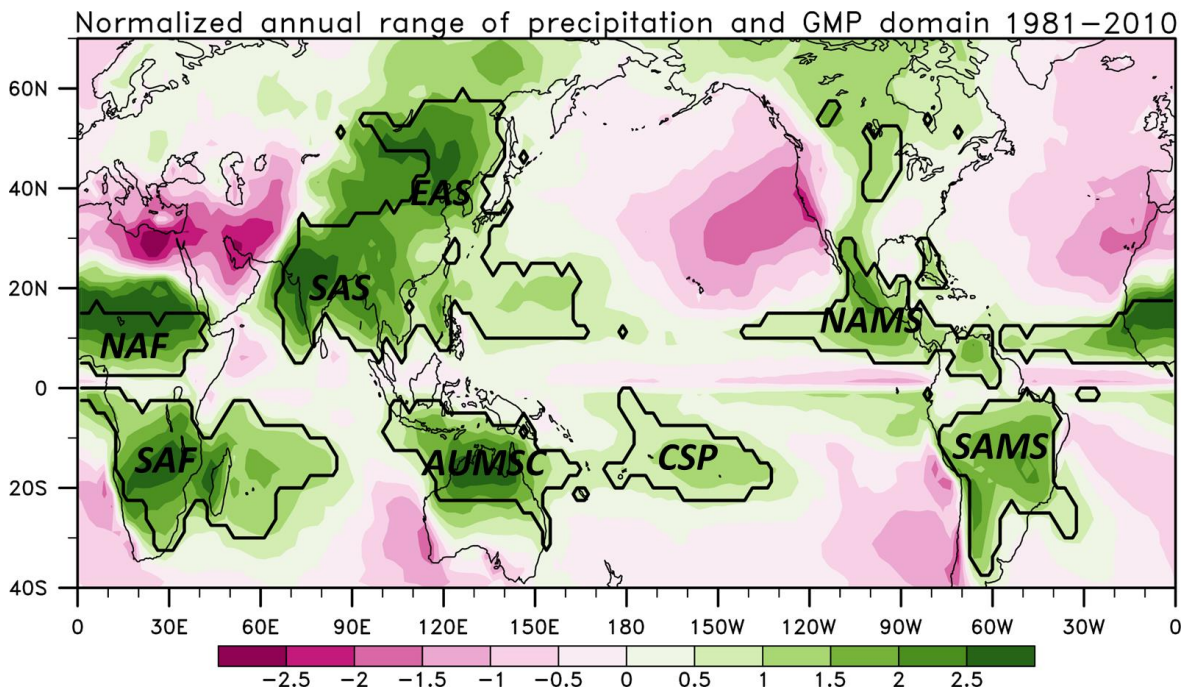 Normalized annual range of precipitation and GMP domain 1981−2010
60N
40N
20N
0
20S
40S
EAS
SAS
NAF
NAMS
SAF
AUMSC
CSP
SAMS
0 30E 60E 90E 120E 150E 180 150W 120W 90W 60W 30W 0
−2.5 −2 −1.5 −1 −0.5 0 0.5 1 1.5 2 2.5